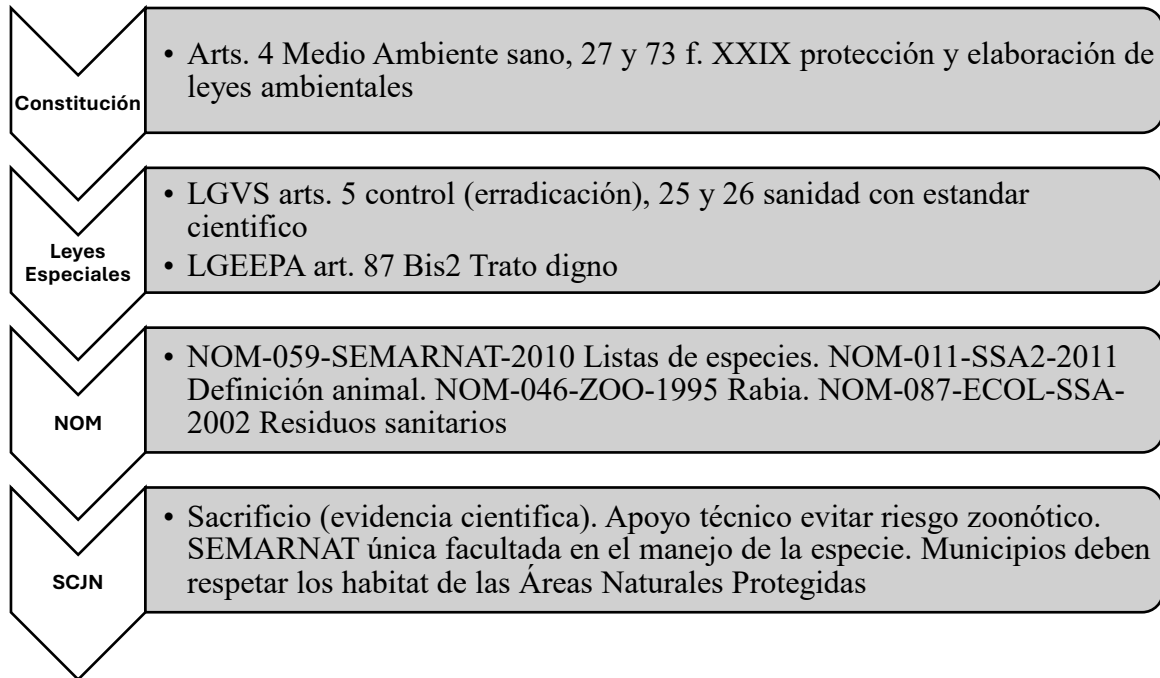 Constitución
• Arts. 4 Medio Ambiente sano, 27 y 73 f. XXIX protección y elaboración de
leyes ambientales
Leyes
Especiales
• LGVS arts. 5 control (erradicación), 25 y 26 sanidad con estandar
cientifico
• LGEEPA art. 87 Bis2 Trato digno
NOM
• NOM-059-SEMARNAT-2010 Listas de especies. NOM-011-SSA2-2011
Definición animal. NOM-046-ZOO-1995 Rabia. NOM-087-ECOL-SSA-
2002 Residuos sanitarios
SCJN
• Sacrificio (evidencia cientifica). Apoyo técnico evitar riesgo zoonótico.
SEMARNAT única facultada en el manejo de la especie. Municipios deben
respetar los habitat de las Áreas Naturales Protegidas